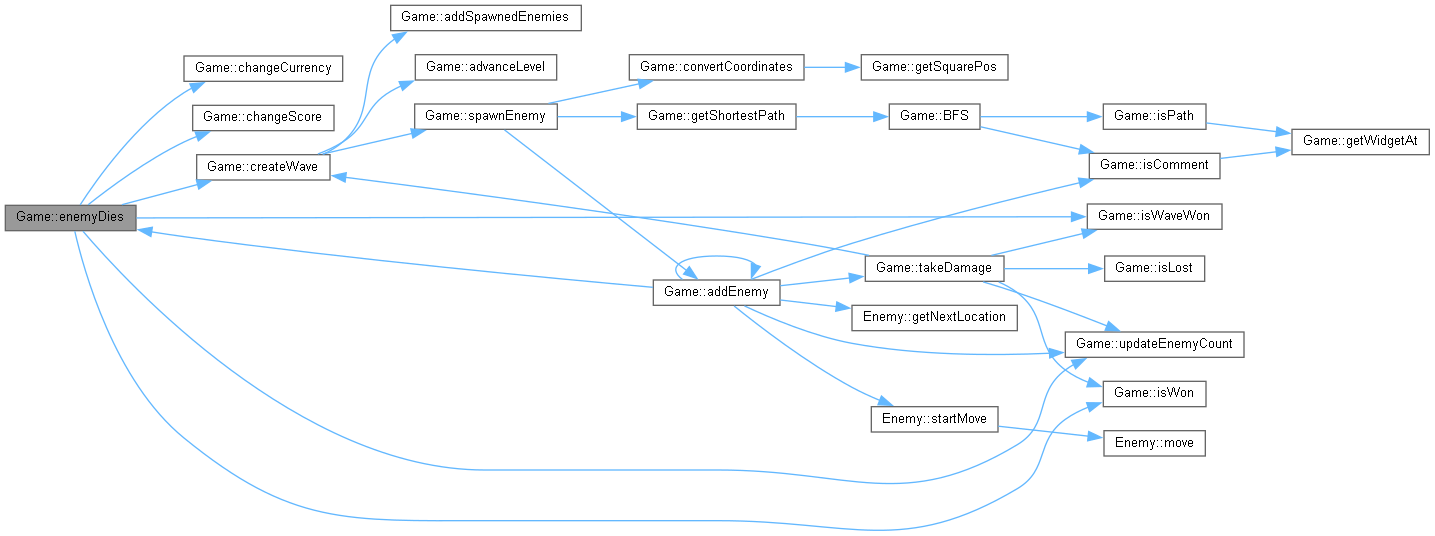 Game::addSpawnedEnemies
Game::changeCurrency
Game::advanceLevel
Game::convertCoordinates
Game::getSquarePos
Game::changeScore
Game::spawnEnemy
Game::getShortestPath
Game::BFS
Game::isPath
Game::getWidgetAt
Game::createWave
Game::isComment
Game::enemyDies
Game::isWaveWon
Game::takeDamage
Game::isLost
Game::addEnemy
Enemy::getNextLocation
Game::updateEnemyCount
Game::isWon
Enemy::startMove
Enemy::move